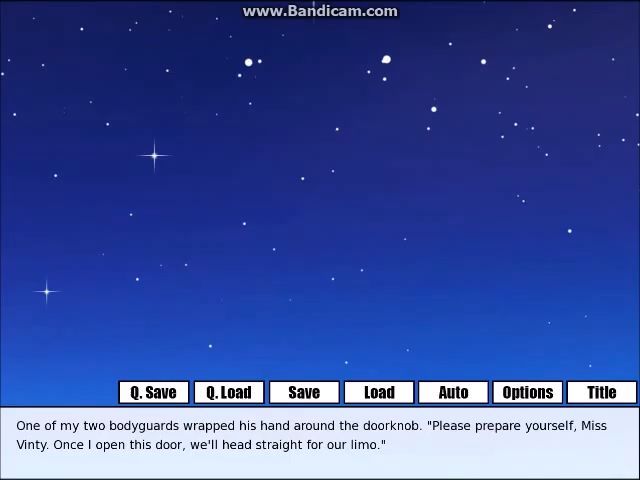 www.Bandicam.com
Q. Save Q. Load Save Load Auto Options Title
One of my two bodyguards wrapped his hand around the doorknob. "Please prepare yourself, Miss
Vinty. Once I open this door, we'll head straight for our limo."